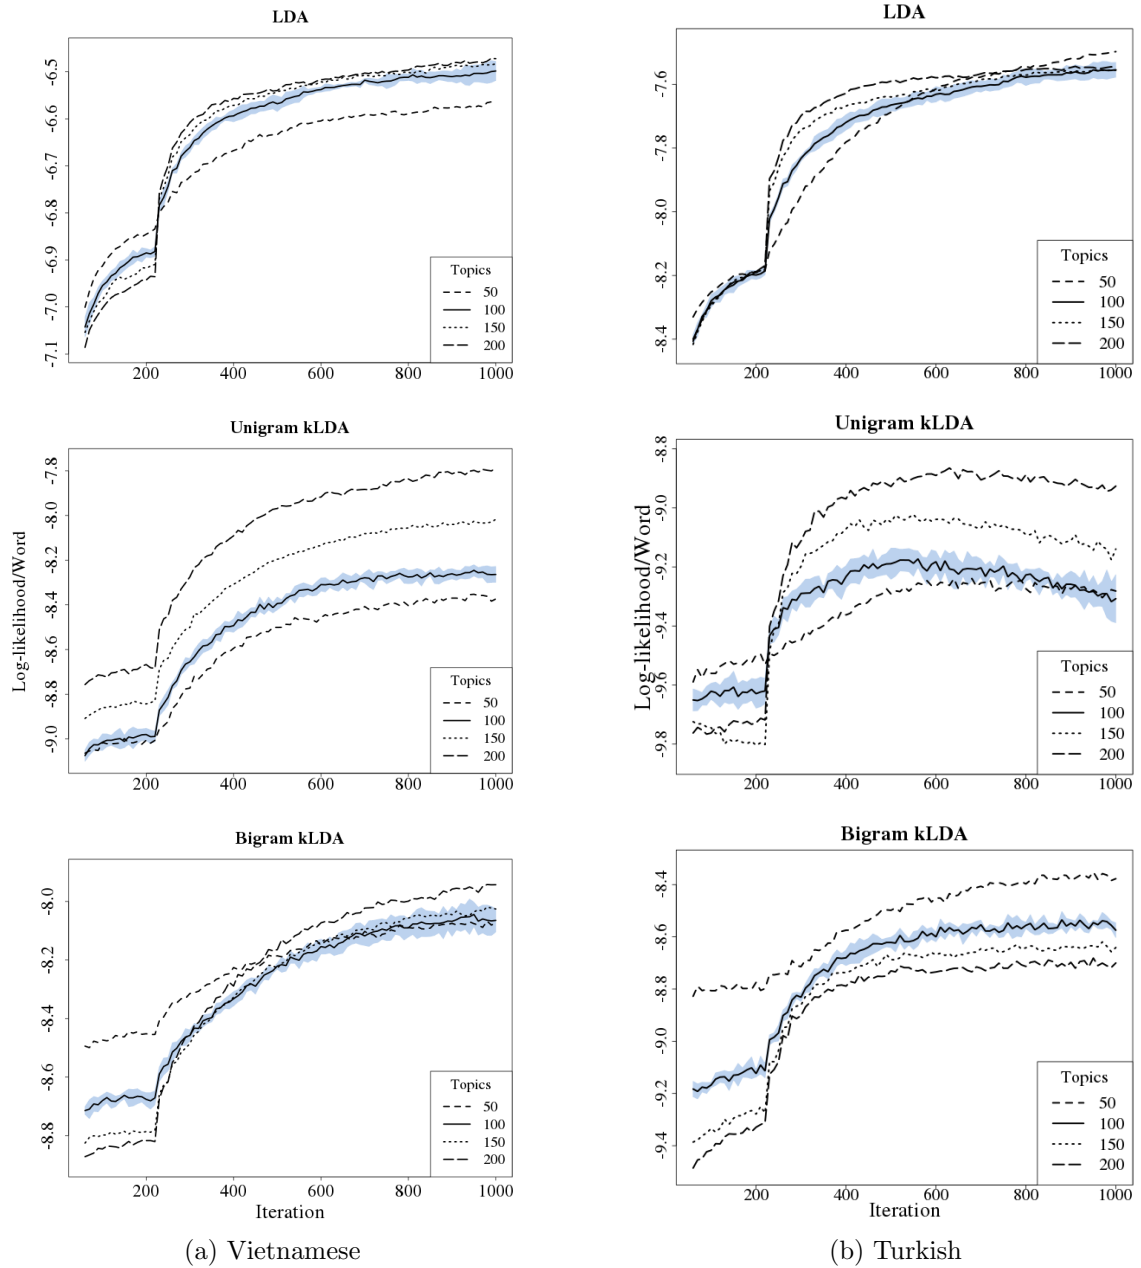 LDA
-6.5
-6.6
-6.7
-6.8
-6.9
-7.0
-7.1
Topics
50
100
150
200
200 400 600 800 1000
LDA
-7.6
-7.8
-8.0
-8.2
-8.4
Topics
50
100
150
200
200 400 600 800 1000
Unigram kLDA
Log-likelihood/Word
-7.8
-8.0
-8.2
-8.4
-8.6
-8.8
-9.0
Topics
50
100
150
200
200 400 600 800 1000
Unigram kLDA
Log-likelihood/Word
-8.8
-9.0
-9.2
-9.4
-9.6
-9.8
Topics
50
100
150
200
200 400 600 800 1000
Bigram kLDA
-8.0
-8.2
-8.4
-8.6
-8.8
Topics
50
100
150
200
200 400 600 800 1000
Iteration
Bigram kLDA
-8.4
-8.6
-8.8
-9.0
-9.2
-9.4
Topics
50
100
150
200
200 400 600 800 1000
Iteration
(a) Vietnamese
(b) Turkish